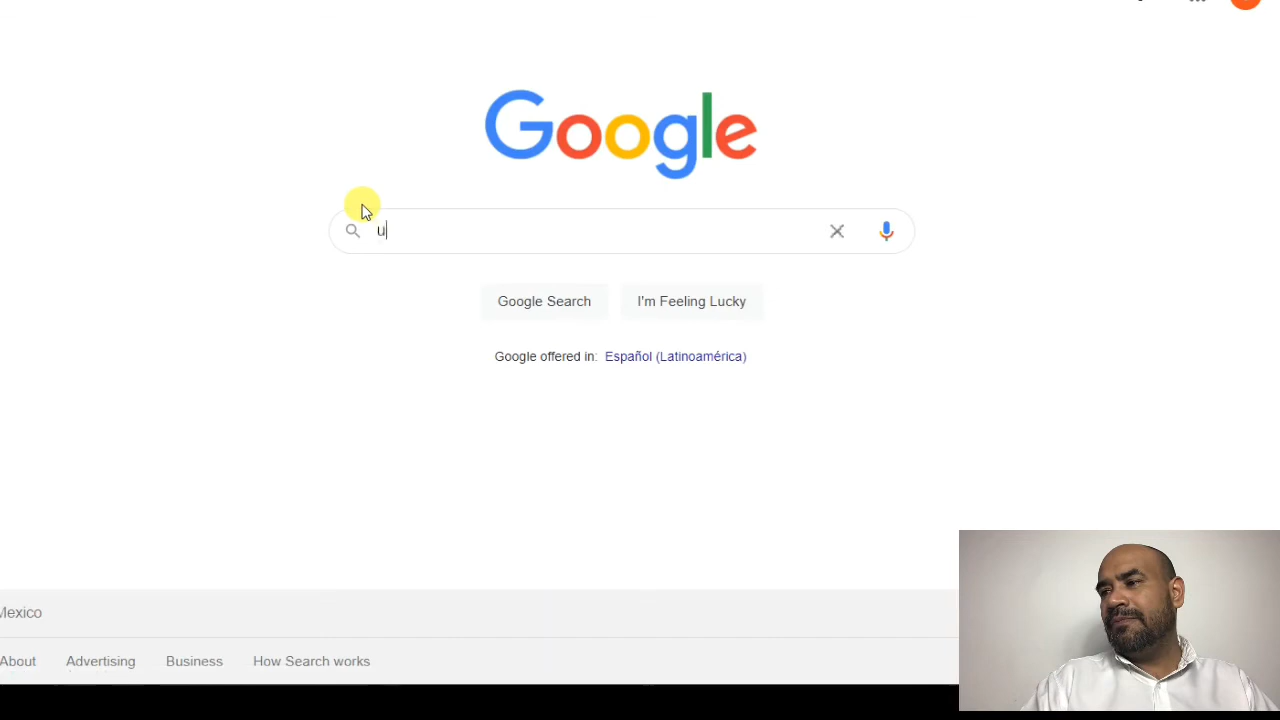 Google
u
Google Search
I'm Feeling Lucky
Google offered in: Español (Latinoamérica)
Mexico
About Advertising Business How Search works